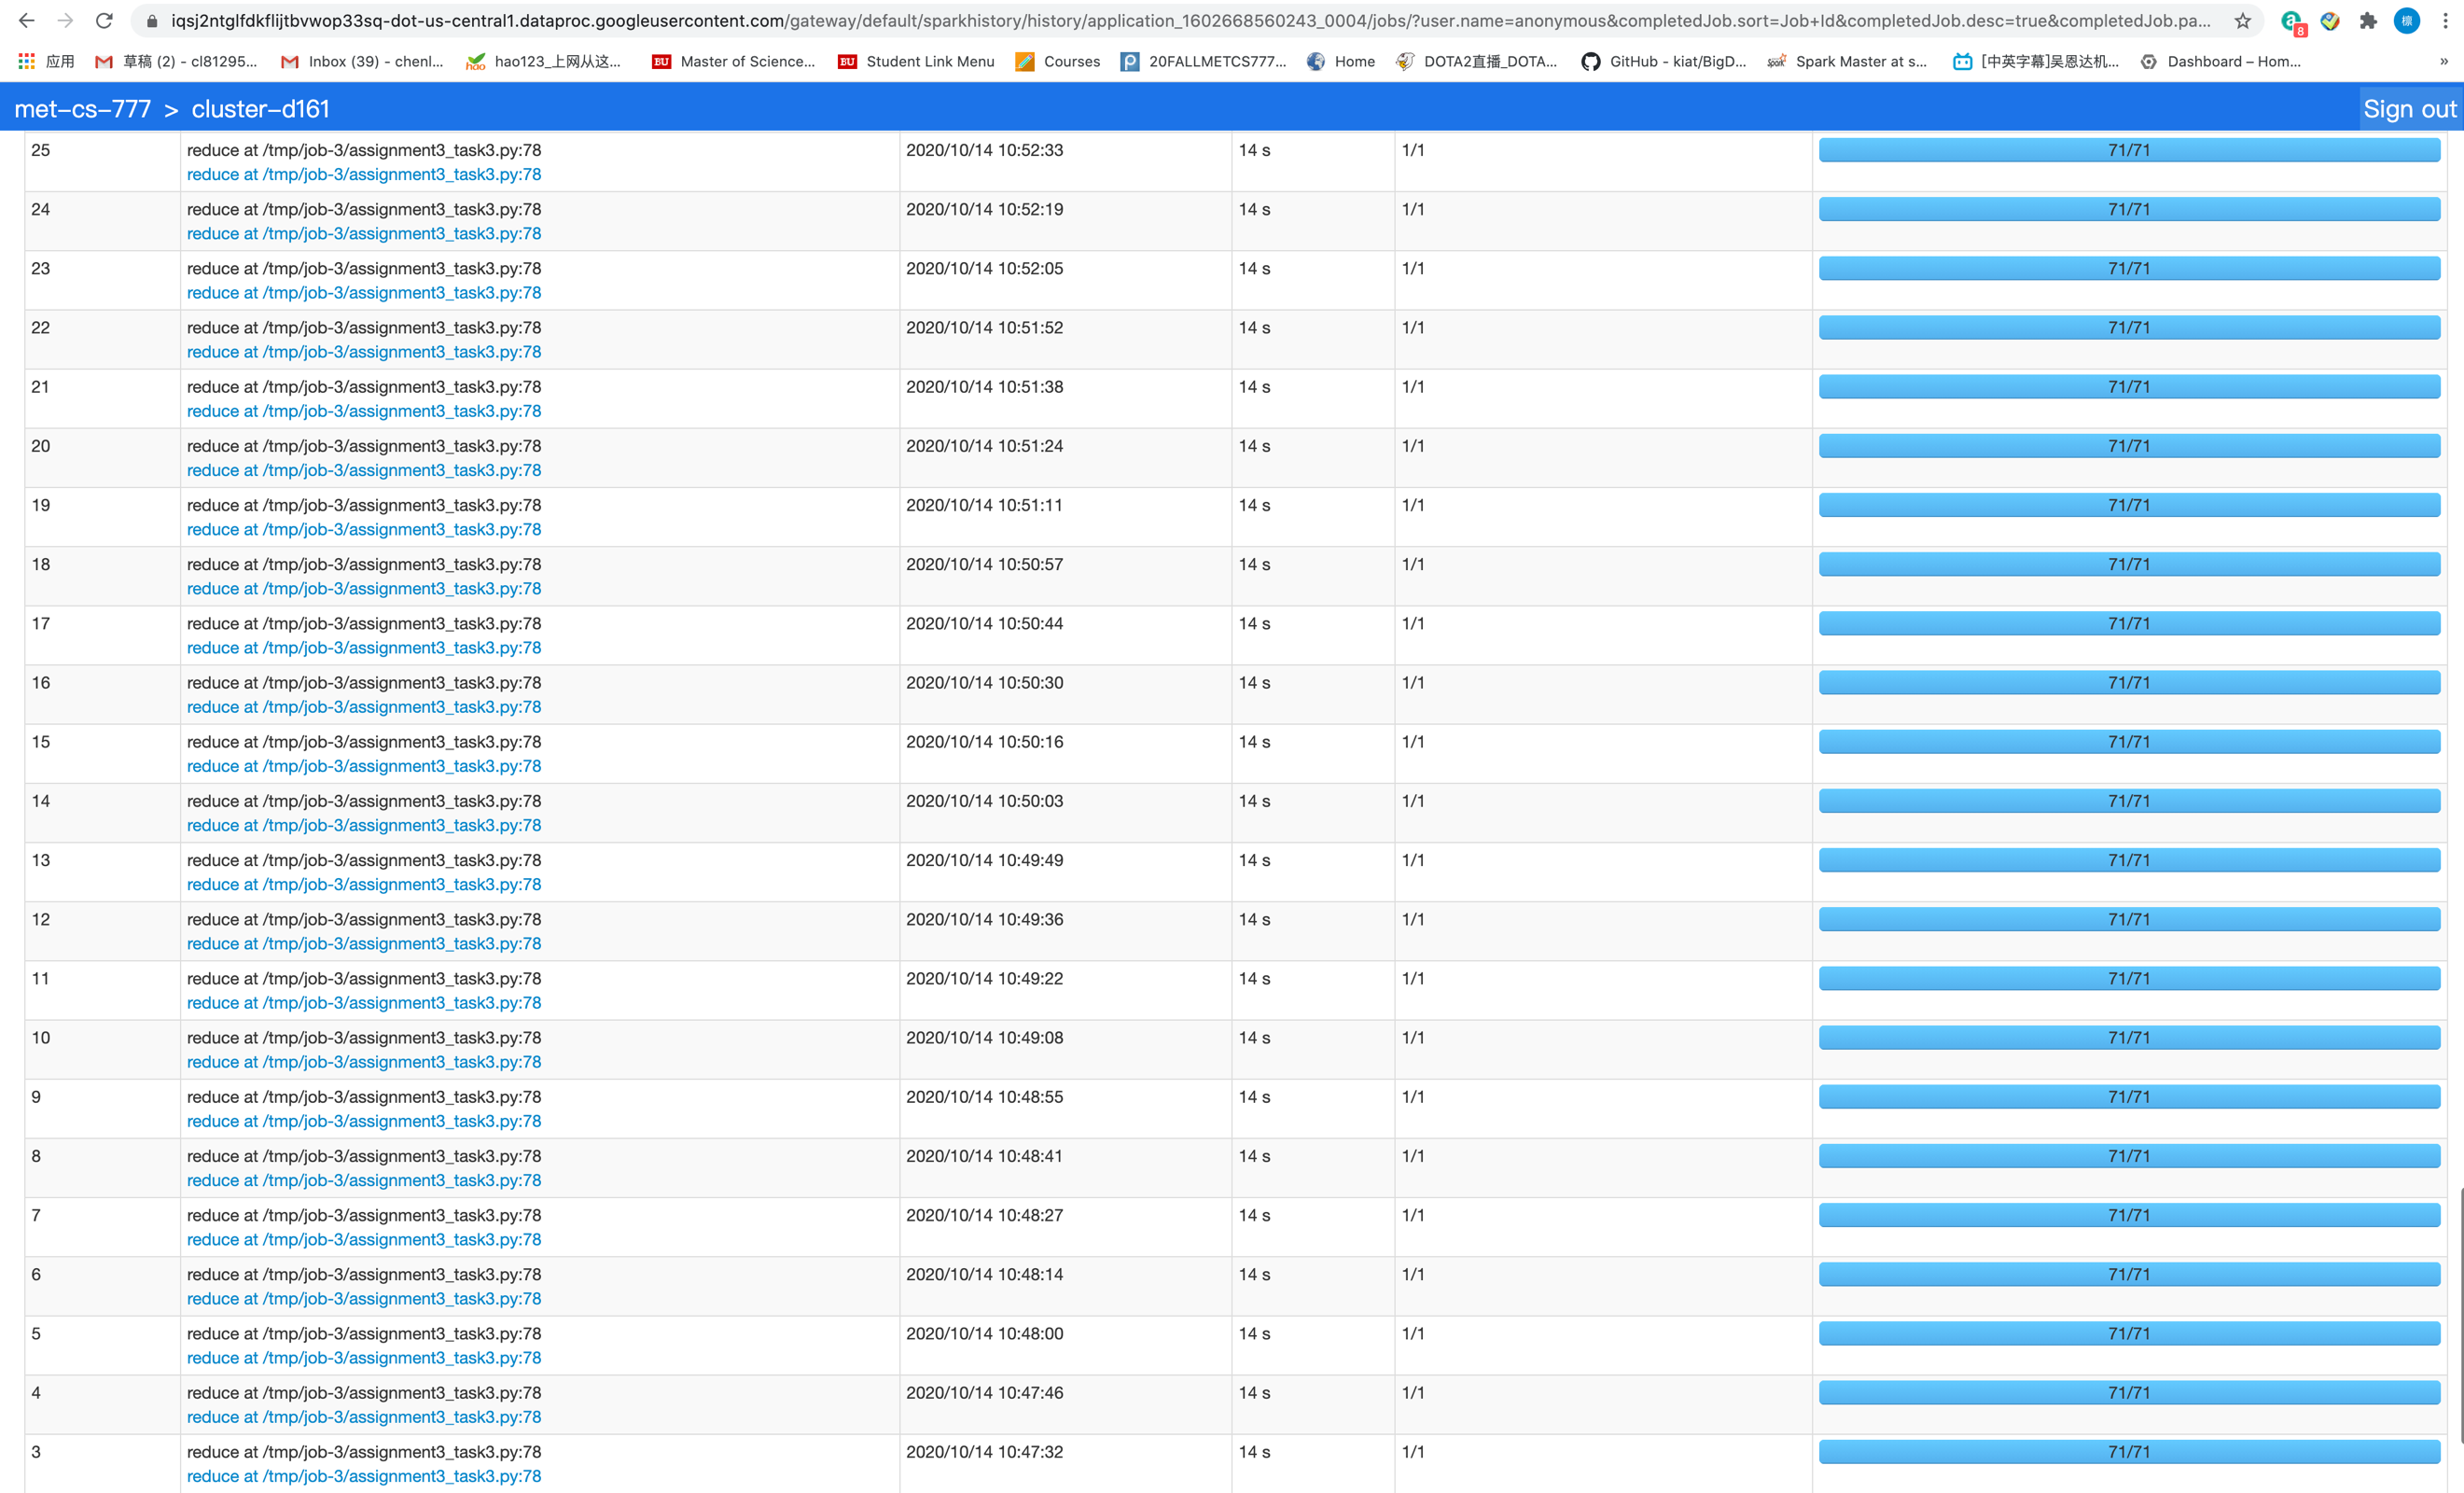 iqsj2ntglfdkflijtbvwop33sq-dot-us-central1.dataproc.googleusercontent.com/gateway/default/sparkhistory/history/application_1602668560243_0004/jobs/?user.name=anonymous&completedJob.sort=Job+Id&completedJob.desc=true&completedJob.pa... 8
应用 草稿 (2) - cl81295... Inbox (39) - chenl... hao hao123_上网从这... BU Master of Science... BU Student Link Menu Courses 20FALLMETCS777... Home DOTA2直播_DOTA... GitHub - kiat/BigD... Spark Master at s... [中英字幕]吴恩达机... Dashboard – Hom... »
met-cs-777 > cluster-d161 Sign out
25 reduce at /tmp/job-3/assignment3_task3.py:78 2020/10/14 10:52:33 14 s 1/1 71/71
reduce at /tmp/job-3/assignment3_task3.py:78
24 reduce at /tmp/job-3/assignment3_task3.py:78 2020/10/14 10:52:19 14 s 1/1 71/71
reduce at /tmp/job-3/assignment3_task3.py:78
23 reduce at /tmp/job-3/assignment3_task3.py:78 2020/10/14 10:52:05 14 s 1/1 71/71
reduce at /tmp/job-3/assignment3_task3.py:78
22 reduce at /tmp/job-3/assignment3_task3.py:78 2020/10/14 10:51:52 14 s 1/1 71/71
reduce at /tmp/job-3/assignment3_task3.py:78
21 reduce at /tmp/job-3/assignment3_task3.py:78 2020/10/14 10:51:38 14 s 1/1 71/71
reduce at /tmp/job-3/assignment3_task3.py:78
20 reduce at /tmp/job-3/assignment3_task3.py:78 2020/10/14 10:51:24 14 s 1/1 71/71
reduce at /tmp/job-3/assignment3_task3.py:78
19 reduce at /tmp/job-3/assignment3_task3.py:78 2020/10/14 10:51:11 14 s 1/1 71/71
reduce at /tmp/job-3/assignment3_task3.py:78
18 reduce at /tmp/job-3/assignment3_task3.py:78 2020/10/14 10:50:57 14 s 1/1 71/71
reduce at /tmp/job-3/assignment3_task3.py:78
17 reduce at /tmp/job-3/assignment3_task3.py:78 2020/10/14 10:50:44 14 s 1/1 71/71
reduce at /tmp/job-3/assignment3_task3.py:78
16 reduce at /tmp/job-3/assignment3_task3.py:78 2020/10/14 10:50:30 14 s 1/1 71/71
reduce at /tmp/job-3/assignment3_task3.py:78
15 reduce at /tmp/job-3/assignment3_task3.py:78 2020/10/14 10:50:16 14 s 1/1 71/71
reduce at /tmp/job-3/assignment3_task3.py:78
14 reduce at /tmp/job-3/assignment3_task3.py:78 2020/10/14 10:50:03 14 s 1/1 71/71
reduce at /tmp/job-3/assignment3_task3.py:78
13 reduce at /tmp/job-3/assignment3_task3.py:78 2020/10/14 10:49:49 14 s 1/1 71/71
reduce at /tmp/job-3/assignment3_task3.py:78
12 reduce at /tmp/job-3/assignment3_task3.py:78 2020/10/14 10:49:36 14 s 1/1 71/71
reduce at /tmp/job-3/assignment3_task3.py:78
11 reduce at /tmp/job-3/assignment3_task3.py:78 2020/10/14 10:49:22 14 s 1/1 71/71
reduce at /tmp/job-3/assignment3_task3.py:78
10 reduce at /tmp/job-3/assignment3_task3.py:78 2020/10/14 10:49:08 14 s 1/1 71/71
reduce at /tmp/job-3/assignment3_task3.py:78
9 reduce at /tmp/job-3/assignment3_task3.py:78 2020/10/14 10:48:55 14 s 1/1 71/71
reduce at /tmp/job-3/assignment3_task3.py:78
8 reduce at /tmp/job-3/assignment3_task3.py:78 2020/10/14 10:48:41 14 s 1/1 71/71
reduce at /tmp/job-3/assignment3_task3.py:78
7 reduce at /tmp/job-3/assignment3_task3.py:78 2020/10/14 10:48:27 14 s 1/1 71/71
reduce at /tmp/job-3/assignment3_task3.py:78
6 reduce at /tmp/job-3/assignment3_task3.py:78 2020/10/14 10:48:14 14 s 1/1 71/71
reduce at /tmp/job-3/assignment3_task3.py:78
5 reduce at /tmp/job-3/assignment3_task3.py:78 2020/10/14 10:48:00 14 s 1/1 71/71
reduce at /tmp/job-3/assignment3_task3.py:78
4 reduce at /tmp/job-3/assignment3_task3.py:78 2020/10/14 10:47:46 14 s 1/1 71/71
reduce at /tmp/job-3/assignment3_task3.py:78
3 reduce at /tmp/job-3/assignment3_task3.py:78 2020/10/14 10:47:32 14 s 1/1 71/71
reduce at /tmp/job-3/assignment3_task3.py:78